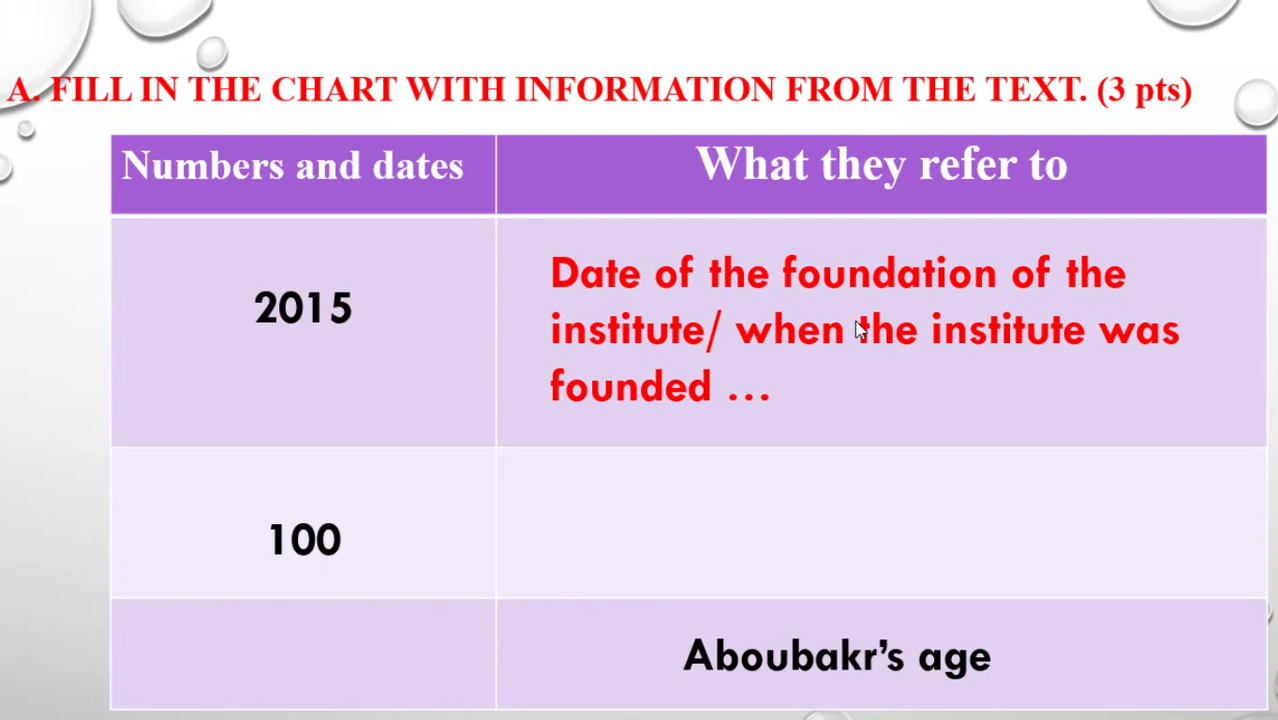 A. FILL IN THE CHART WITH INFORMATION FROM THE TEXT. (3 pts)
Numbers and dates
What they refer to
2015
Date of the foundation of the
institute/ when the institute was
founded …
100
Aboubakr’s age